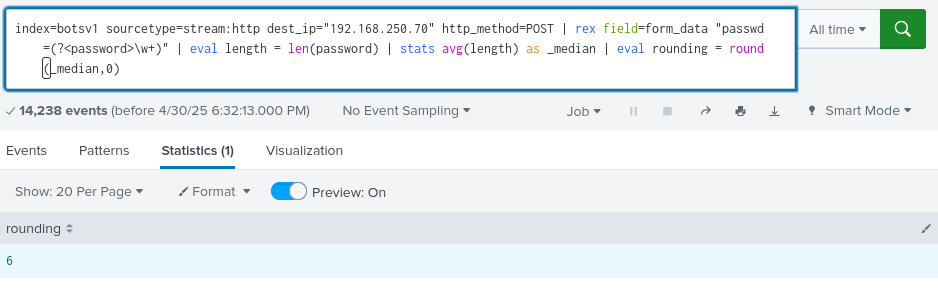 index=botsv1 sourcetype=stream:http dest_ip="192.168.250.70" http_method=POST | rex field=form_data "passwd
=(?<password>\w+)" | eval length = len(password) | stats avg(length) as _median | eval rounding = round
(_median,0)
All time
14,238 events (before 4/30/25 6:32:13.000 PM) No Event Sampling Job Smart Mode
Events Patterns Statistics (1) Visualization
Show: 20 Per Page Format Preview: On
rounding
6